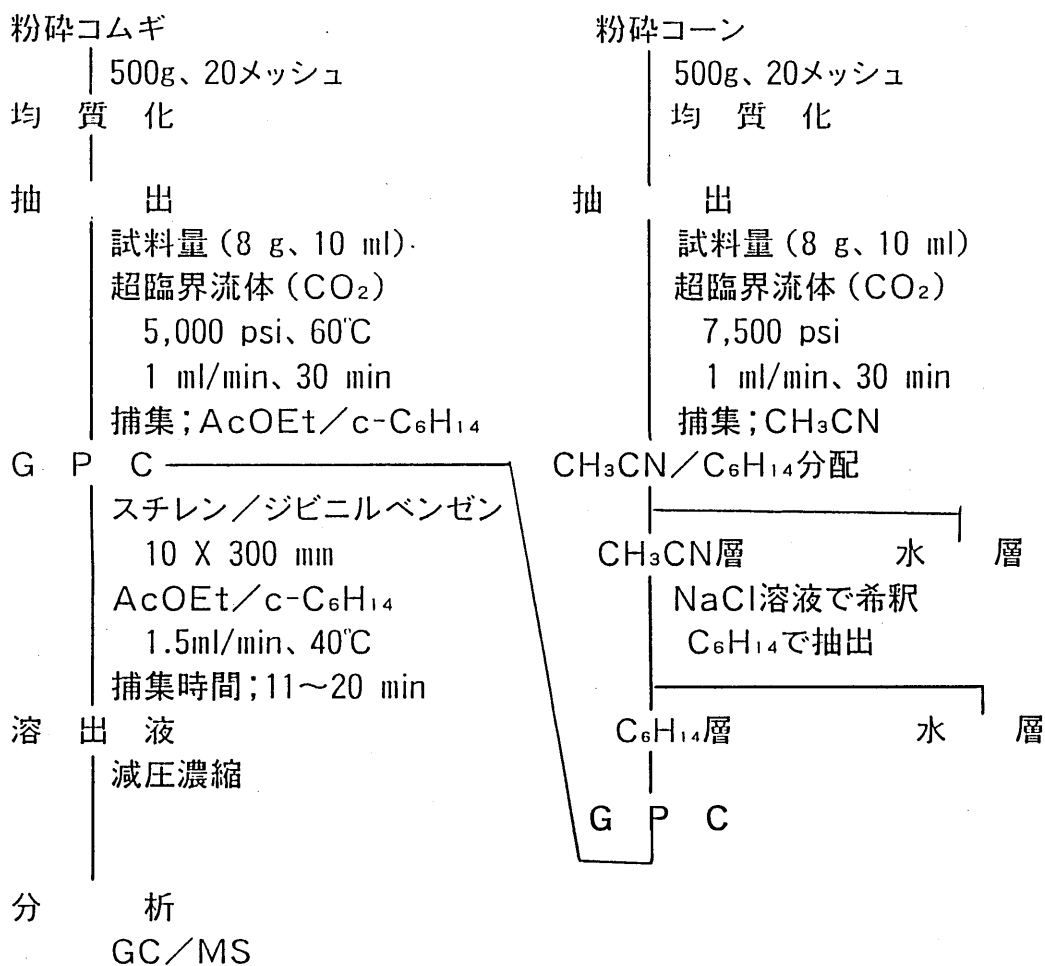 粉砕コムギ
500g、20メッシュ
均質化
抽出
試料量(8 g、10 ml)
超臨界流体(CO₂)
5,000 psi、60℃
1 ml/min、30 min
捕集;AcOEt/c-C₆H₁₄
GPC
スチレン/ジビニルベンゼン
10 X 300 mm
AcOEt/c-C₆H₁₄
1.5ml/min、40℃
捕集時間;11~20 min
溶出液
減圧濃縮
分析
GC/MS
粉砕コーン
500g、20メッシュ
均質化
抽出
試料量(8 g、10 ml)
超臨界流体(CO₂)
7,500 psi
1 ml/min、30 min
捕集;CH₃CN
CH₃CN/C₆H₁₄分配
CH₃CN層 水層
NaCl溶液で希釈
C₆H₁₄で抽出
C₆H₁₄層 水層
GPC